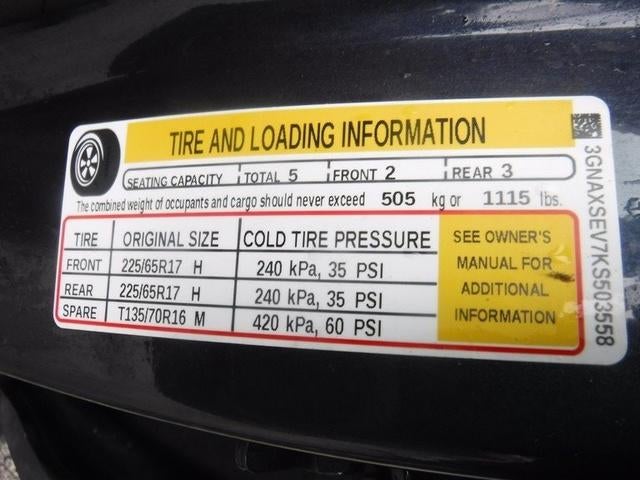 TIRE AND LOADING INFORMATION
SEATING CAPACITY TOTAL 5 FRONT 2 REAR 3
The combined weight of occupants and cargo should never exceed 505 kg or 1115 lbs.
TIRE ORIGINAL SIZE COLD TIRE PRESSURE
FRONT 225/65R17 H 240 kPa, 35 PSI
REAR 225/65R17 H 240 kPa, 35 PSI
SPARE T135/70R16 M 420 kPa, 60 PSI
SEE OWNER'S
MANUAL FOR
ADDITIONAL
INFORMATION
3GNAXSEV7KS503558